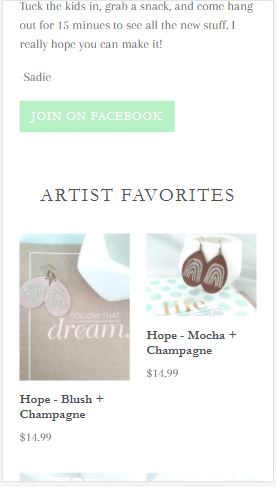 Tuck the kids in, grab a snack, and come hang
out for 15 minues to see all the new stuff. I
really hope you can make it!
-Sadie
JOIN ON FACEBOOK
ARTIST FAVORITES
FOLLOW THAT
dream.
life
Hope - Mocha +
Champagne
$14.99
Hope - Blush +
Champagne
$14.99